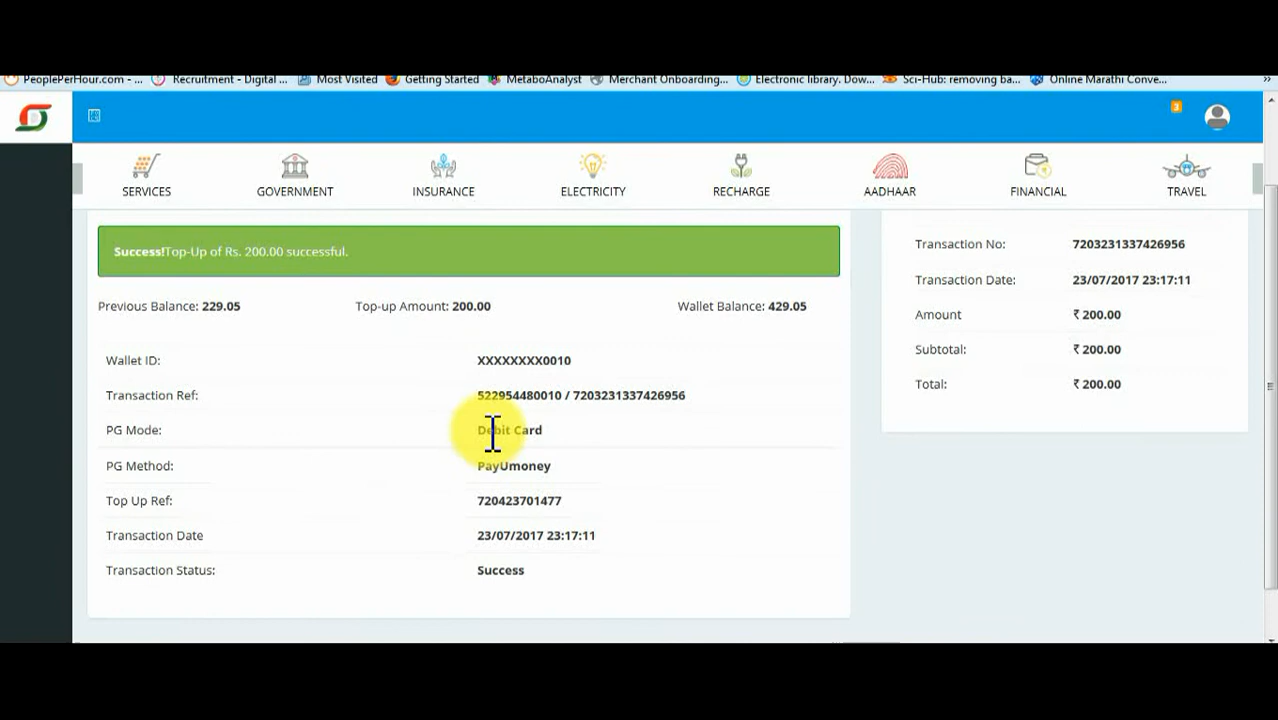 PeoplePerHour.com - ... Recruitment - Digital ... Most Visited Getting Started MetaboAnalyst Merchant Onboarding... Electronic library. Dow... Sci-Hub: removing ba... Online Marathi Conve... »
3
SERVICES GOVERNMENT INSURANCE ELECTRICITY RECHARGE AADHAAR FINANCIAL TRAVEL
Success!Top-Up of Rs. 200.00 successful.
Previous Balance: 229.05 Top-up Amount: 200.00 Wallet Balance: 429.05
Wallet ID: XXXXXXXX0010
Transaction Ref: 522954480010 / 7203231337426956
PG Mode: Debit Card
PG Method: PayUmoney
Top Up Ref: 720423701477
Transaction Date 23/07/2017 23:17:11
Transaction Status: Success
Transaction No: 7203231337426956
Transaction Date: 23/07/2017 23:17:11
Amount ₹ 200.00
Subtotal: ₹ 200.00
Total: ₹ 200.00